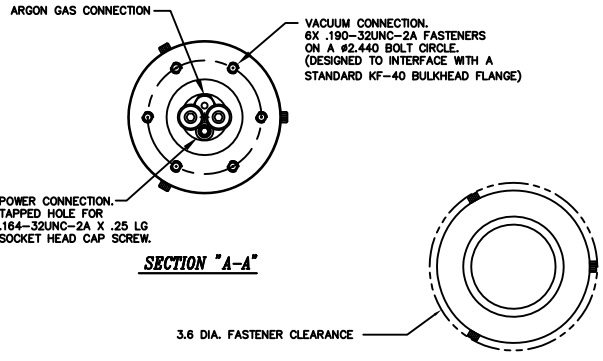 ARGON GAS CONNECTION
VACUUM CONNECTION.
6X .190-32UNC-2A FASTENERS
ON A ø2.440 BOLT CIRCLE.
(DESIGNED TO INTERFACE WITH A
STANDARD KF-40 BULKHEAD FLANGE)
POWER CONNECTION.
TAPPED HOLE FOR
.164-32UNC-2A X .25 LG
SOCKET HEAD CAP SCREW.
SECTION "A-A"
3.6 DIA. FASTENER CLEARANCE